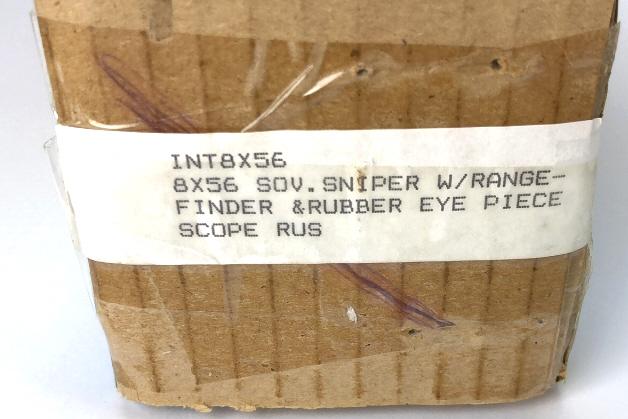 INT8X56
8X56 SOV.SNIPER W/RANGE-
FINDER &RUBBER EYE PIECE
SCOPE RUS